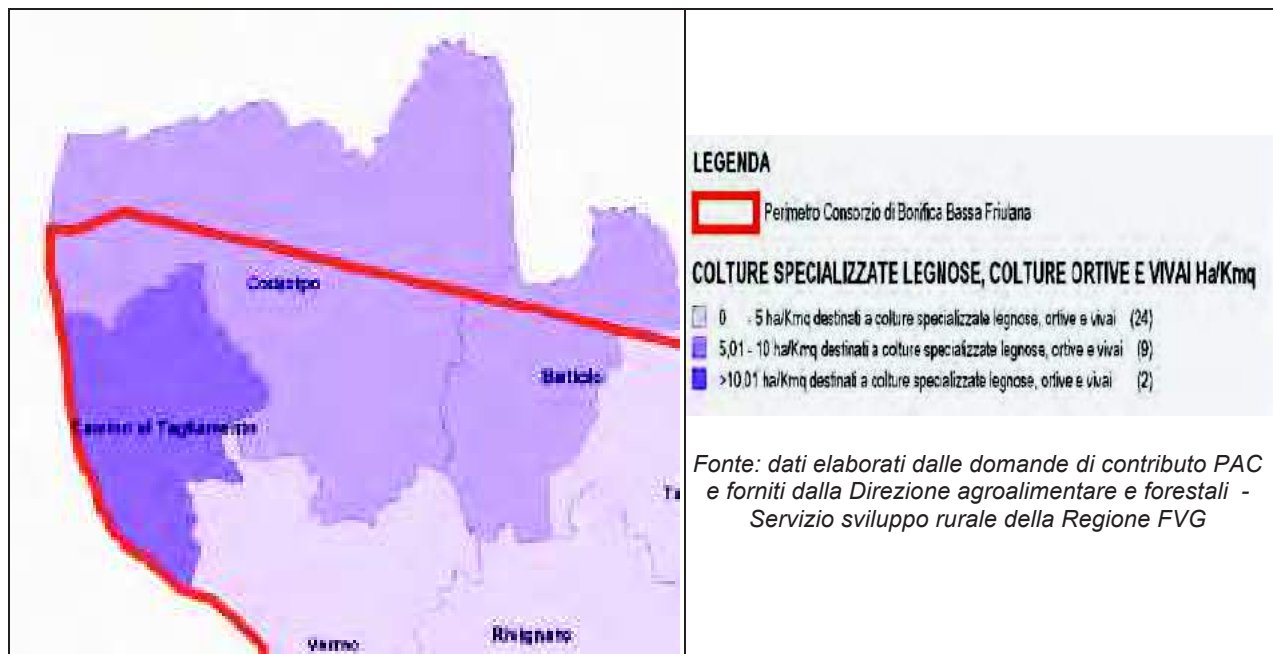 Codroipo
Bertiolo
Camino al Tagliamento
Varmo
Rivignano
LEGENDA
Perimetro Consorzio di Bonifica Bassa Friulana
COLTURE SPECIALIZZATE LEGNOSE, COLTURE ORTIVE E VIVAI Ha/Kmq
0 - 5 ha/Kmq destinati a colture specializzate legnose, ortive e vivai (24)
5,01 - 10 ha/Kmq destinati a colture specializzate legnose, ortive e vivai (9)
>10,01 ha/Kmq destinati a colture specializzate legnose, ortive e vivai (2)
Fonte: dati elaborati dalle domande di contributo PAC
e forniti dalla Direzione agroalimentare e forestali -
Servizio sviluppo rurale della Regione FVG